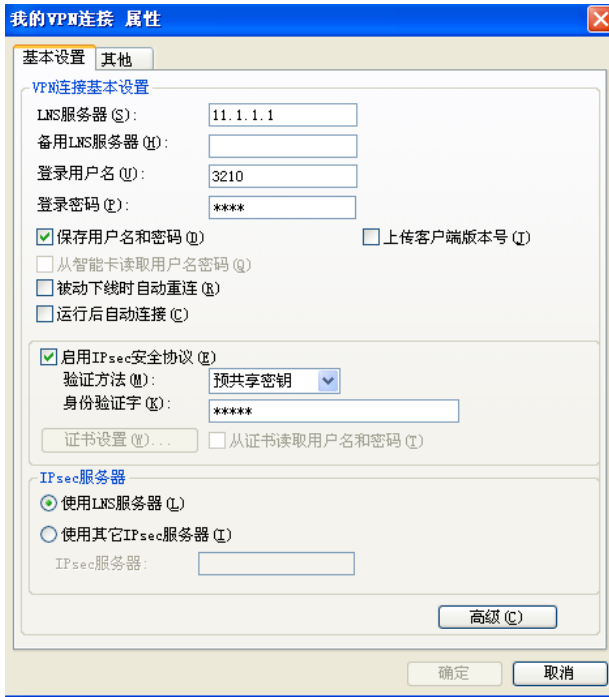 我的VPN连接 属性
基本设置 其他
VPN连接基本设置
LNS服务器(S): 11.1.1.1
备用LNS服务器(H):
登录用户名(U): 3210
登录密码(P): ****
保存用户名和密码(D) 上传客户端版本号(J)
从智能卡读取用户名密码(Q)
被动下线时自动重连(R)
运行后自动连接(C)
启用IPsec安全协议(E)
验证方法(M): 预共享密钥
身份验证字(K): *****
证书设置(W)... 从证书读取用户名和密码(T)
IPsec服务器
使用LNS服务器(L)
使用其它IPsec服务器(I)
IPsec服务器:
高级(C)
确定 取消